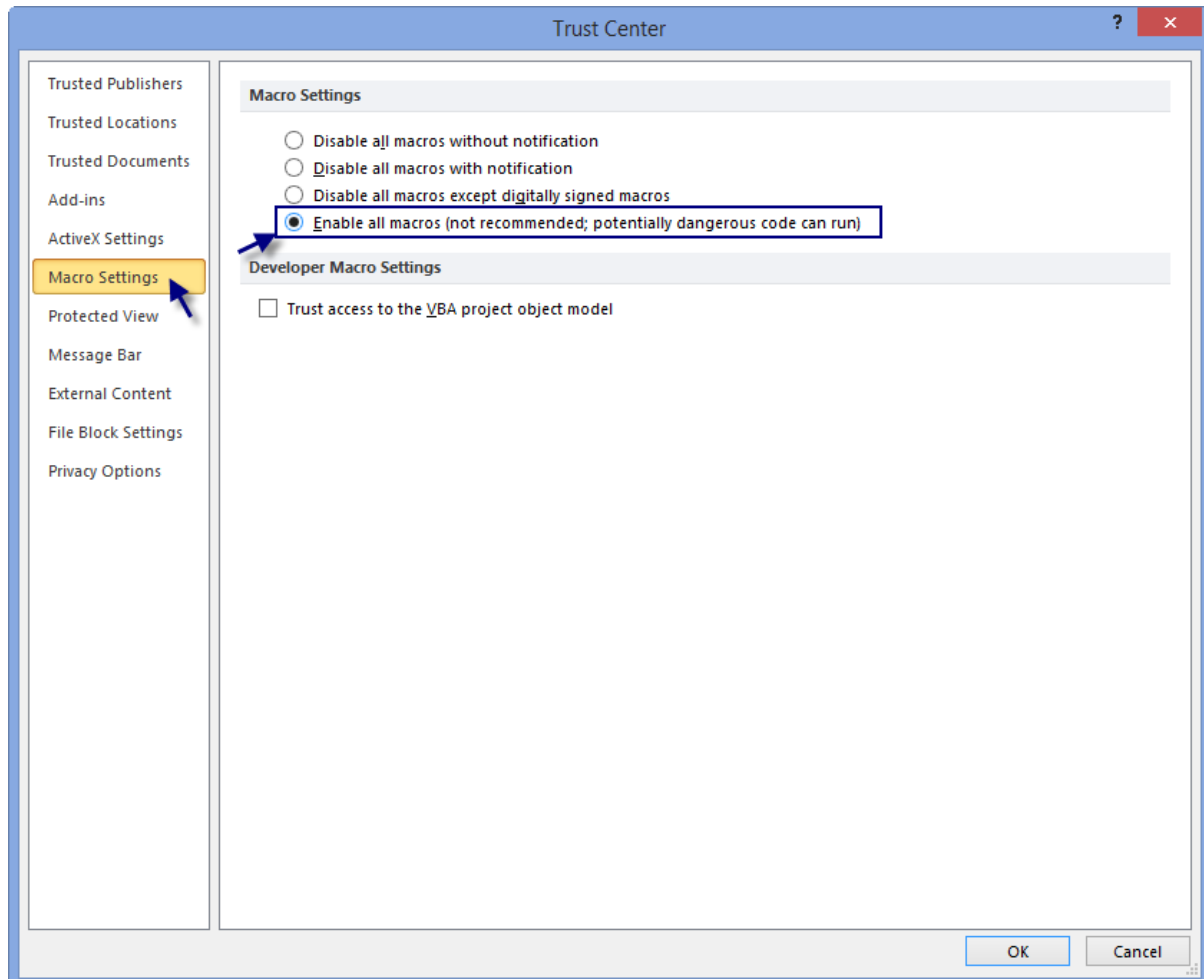 Trust Center
?
Trusted Publishers
Trusted Locations
Trusted Documents
Add-ins
ActiveX Settings
Macro Settings
Protected View
Message Bar
External Content
File Block Settings
Privacy Options
Macro Settings
Disable all macros without notification
Disable all macros with notification
Disable all macros except digitally signed macros
Enable all macros (not recommended; potentially dangerous code can run)
Developer Macro Settings
Trust access to the VBA project object model
OK
Cancel